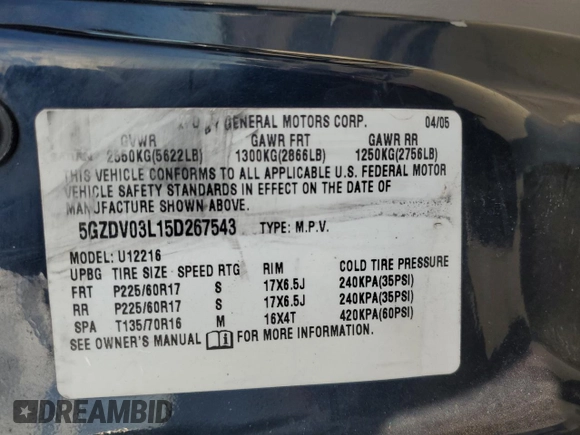 BY GENERAL MOTORS CORP. 04/05
GVWR GAWR FRT GAWR RR
2550KG(5622LB) 1300KG(2866LB) 1250KG(2756LB)
THIS VEHICLE CONFORMS TO ALL APPLICABLE U.S. FEDERAL MOTOR
VEHICLE SAFETY STANDARDS IN EFFECT ON THE DATE OF
MANUFACTURE SHOWN ABOVE.
5GZDV03L15D267543 TYPE: M.P.V.
MODEL: U12216
UPBG TIRE SIZE SPEED RTG RIM COLD TIRE PRESSURE
FRT P225/60R17 S 17X6.5J 240KPA(35PSI)
RR P225/60R17 S 17X6.5J 240KPA(35PSI)
SPA T135/70R16 M 16X4T 420KPA(60PSI)
SEE OWNER'S MANUAL FOR MORE INFORMATION.
DREAMBID